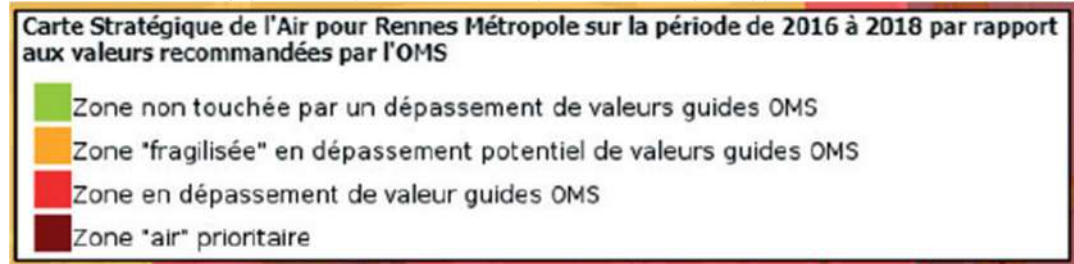 Carte Stratégique de l'Air pour Rennes Métropole sur la période de 2016 à 2018 par rapport
aux valeurs recommandées par l'OMS
Zone non touchée par un dépassement de valeurs guides OMS
Zone "fragilisée" en dépassement potentiel de valeurs guides OMS
Zone en dépassement de valeur guides OMS
Zone "air" prioritaire